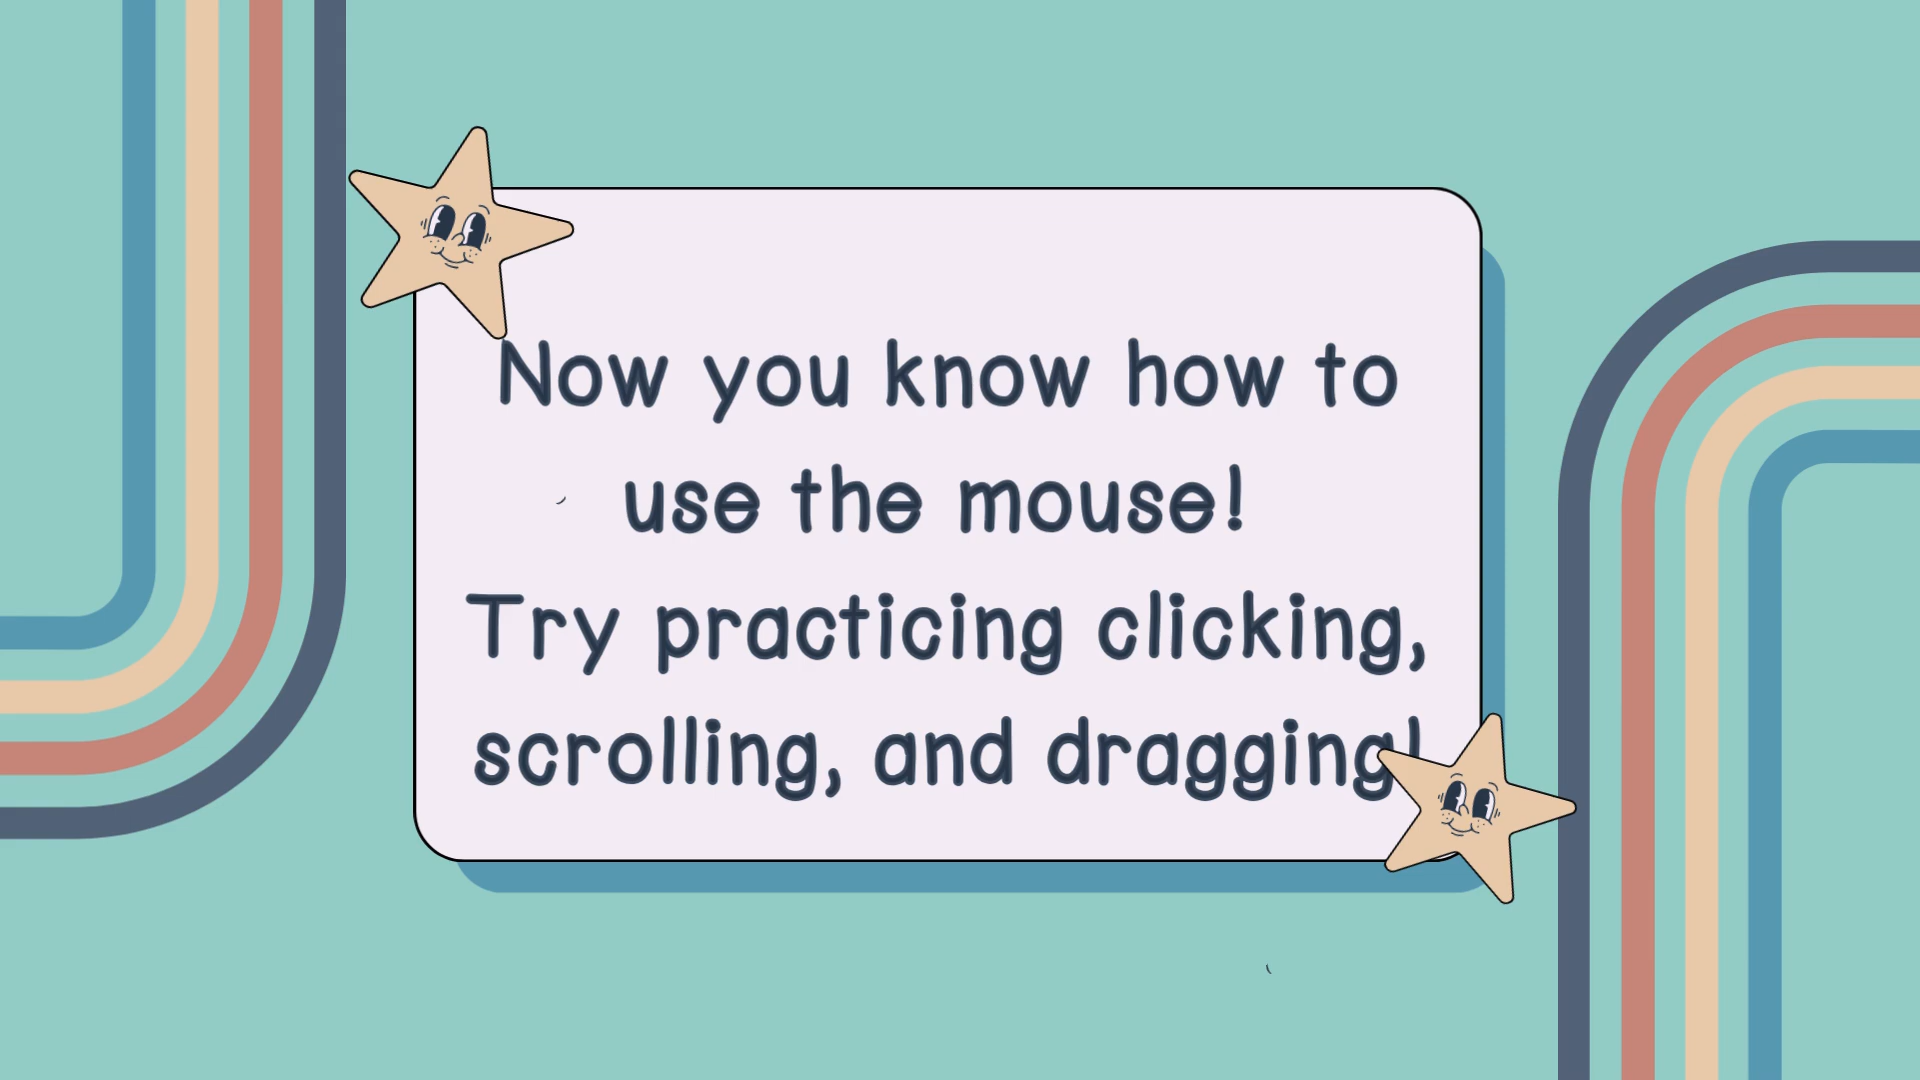 Now you know how to
use the mouse!
Try practicing clicking,
scrolling, and dragging!